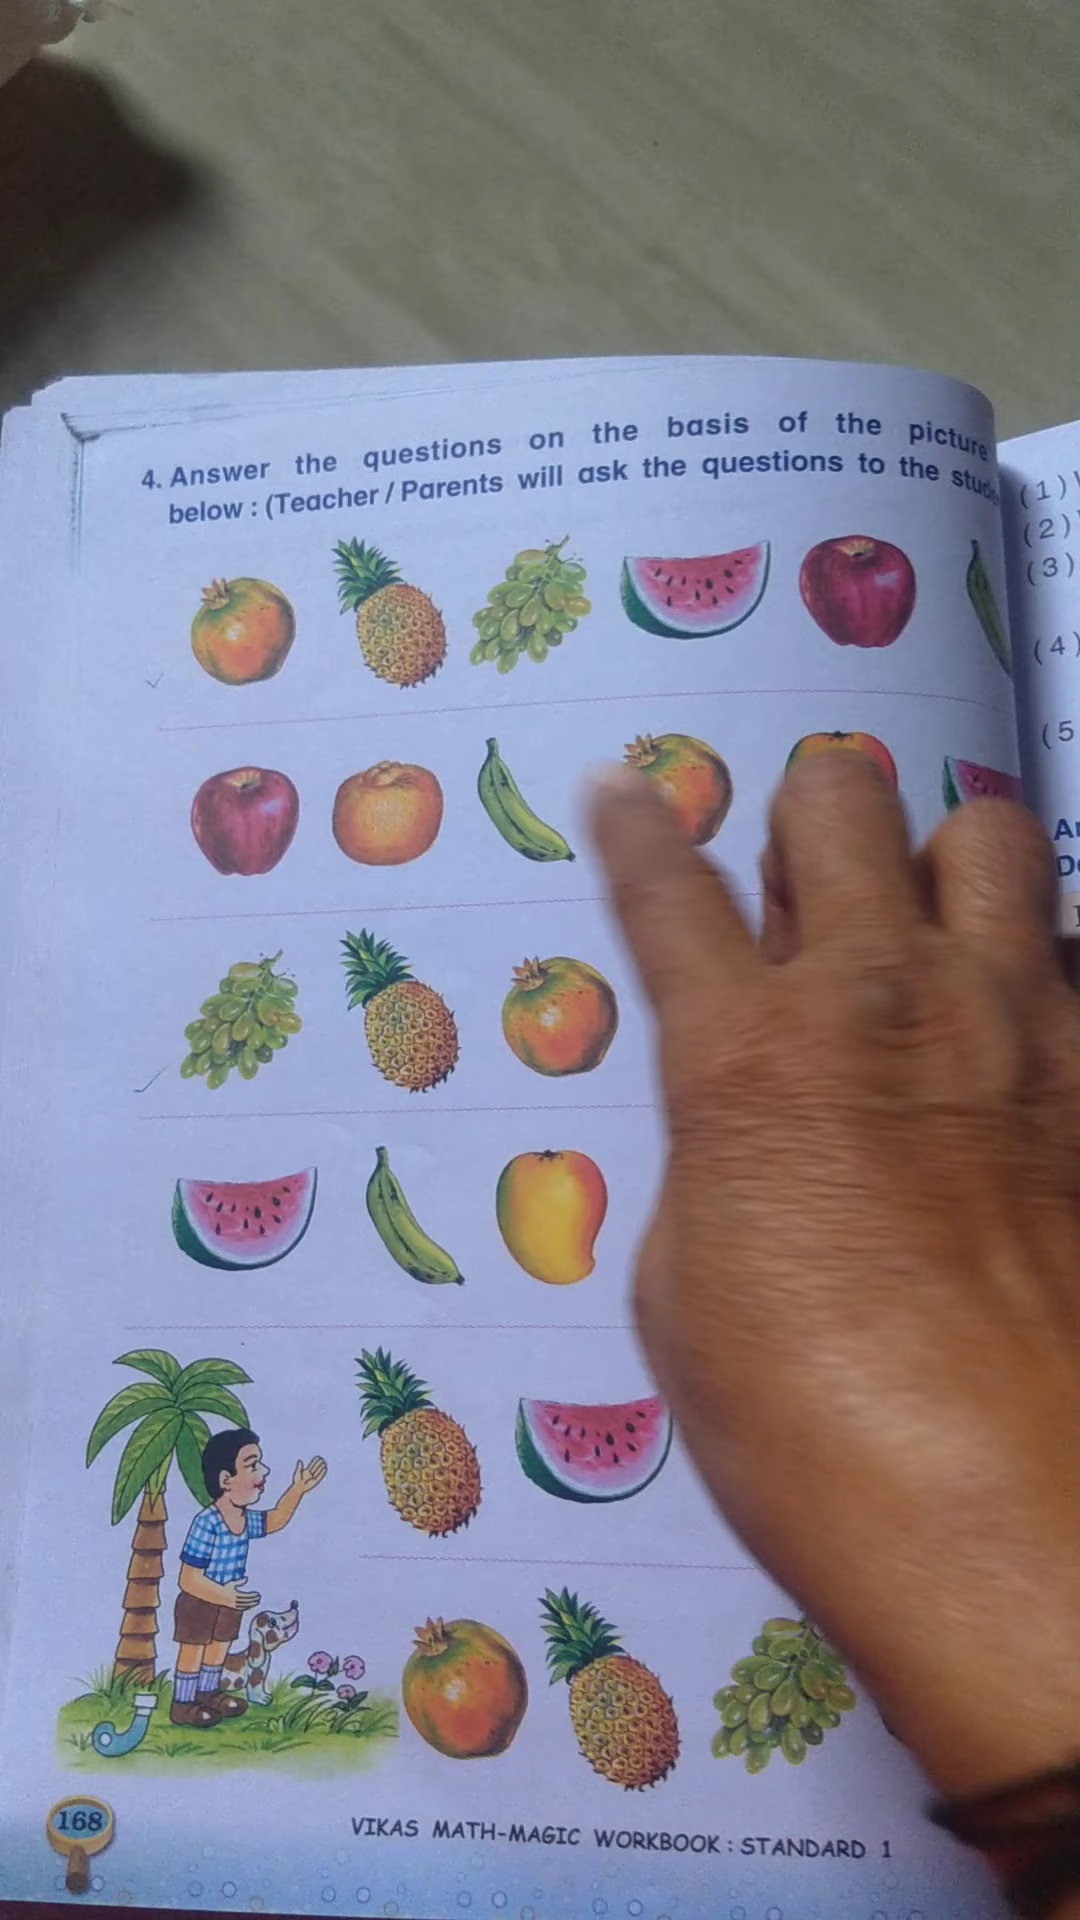 4. Answer the questions on the basis of the picture
below : (Teacher / Parents will ask the questions to the
(1)
(2)
(3)
(4)
(5
168
VIKAS MATH-MAGIC WORKBOOK : STANDARD 1